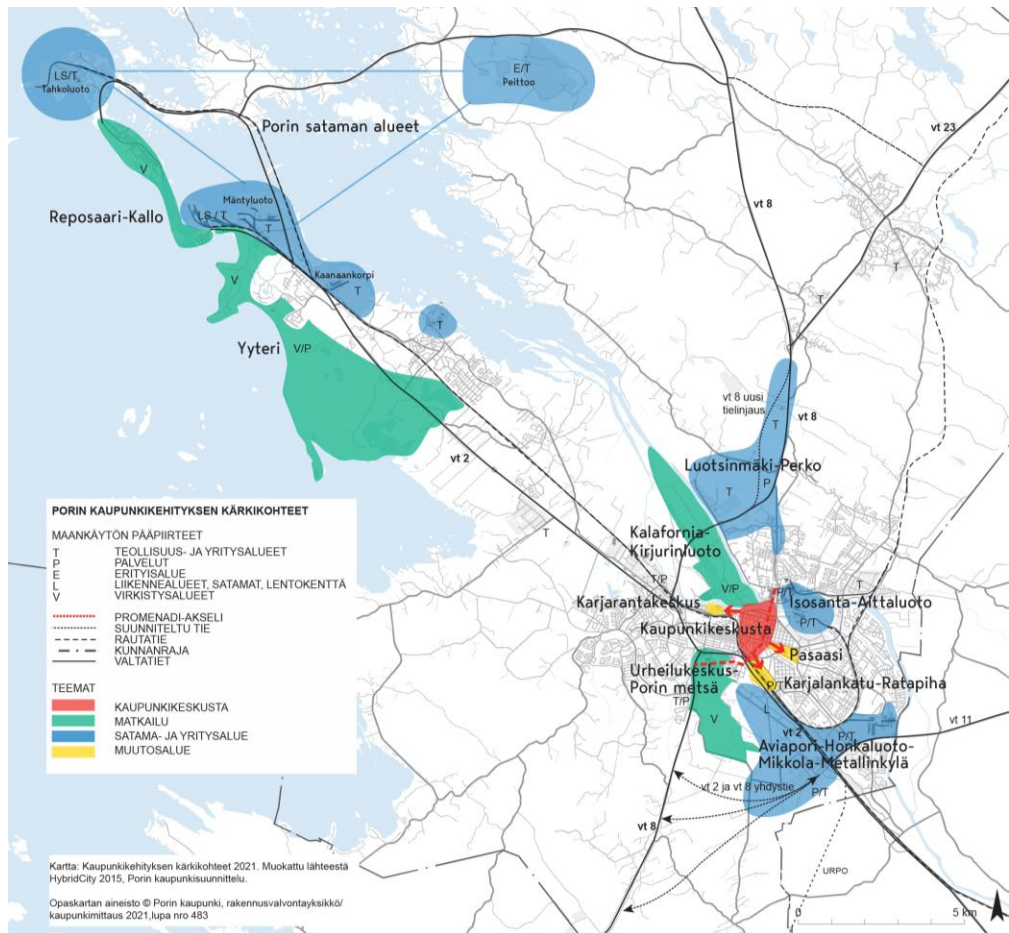 LS/T
Tahkoluoto
E/T
Peittoo
Porin sataman alueet
vt 23
V
vt 8
Mäntyluoto
Reposaari-Kallo
LS / T
T
T
Kaanaankorpi
V
T
T
T
Yyteri
V/P
vt 8 uusi
tielinjaus
T
vt 8
vt 2
Luotsinmäki-Perko
P
T
PORIN KAUPUNKIKEHITYKSEN KÄRKIKOHTEET
MAANKÄYTÖN PÄÄPIIRTEET
T TEOLLISUUS- JA YRITYSALUEET
P PALVELUT
E ERITYISALUE
L LIIKENNEALUEET, SATAMAT, LENTOKENTTÄ
V VIRKISTYSALUEET
PROMENADI-AKSELI
SUUNNITELTU TIE
RAUTATIE
KUNNANRAJA
VALTATIET
TEEMAT
KAUPUNKIKESKUSTA
MATKAILU
SATAMA- JA YRITYSALUE
MUUTOSALUE
T
Kalafornia-
Kirjurinluoto
T/P
V/P
P/T
T
Karjarantakeskus
Isosanta-Aittaluoto
P/T
Kaupunkikeskusta
Pasaasi
Urheilukeskus-
Porin metsä
P/T
Karjalankatu-Ratapiha
T/P
V
L
vt 2
P/T
vt 11
Aviapori-Honkaluoto-
Mikkola-Metallinkylä
vt 2 ja vt 8 yhdystie
P/T
vt 8
URPO
Kartta: Kaupunkikehityksen kärkikohteet 2021. Muokattu lähteestä
HybridCity 2015, Porin kaupunkisuunnittelu.
Opaskartan aineisto © Porin kaupunki, rakennusvalvontayksikkö/
kaupunkimittaus 2021,lupa nro 483
0
5 km